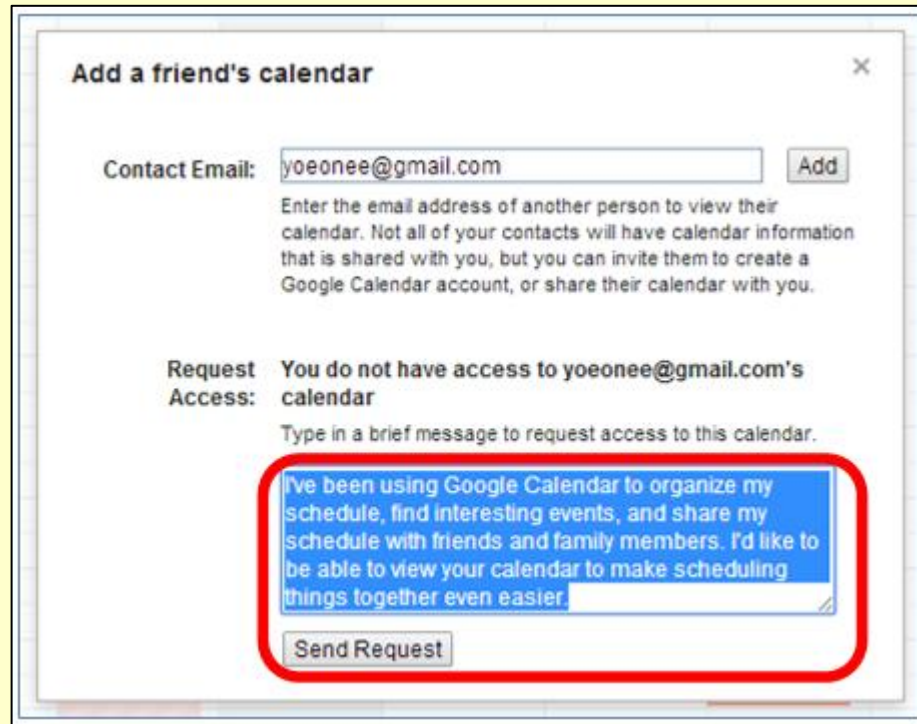 Add a friend's calendar ×
Contact Email: yoeonee@gmail.com Add
Enter the email address of another person to view their
calendar. Not all of your contacts will have calendar information
that is shared with you, but you can invite them to create a
Google Calendar account, or share their calendar with you.
Request You do not have access to yoeonee@gmail.com's
Access: calendar
Type in a brief message to request access to this calendar.
I've been using Google Calendar to organize my
schedule, find interesting events, and share my
schedule with friends and family members. I'd like to
be able to view your calendar to make scheduling
things together even easier.
Send Request